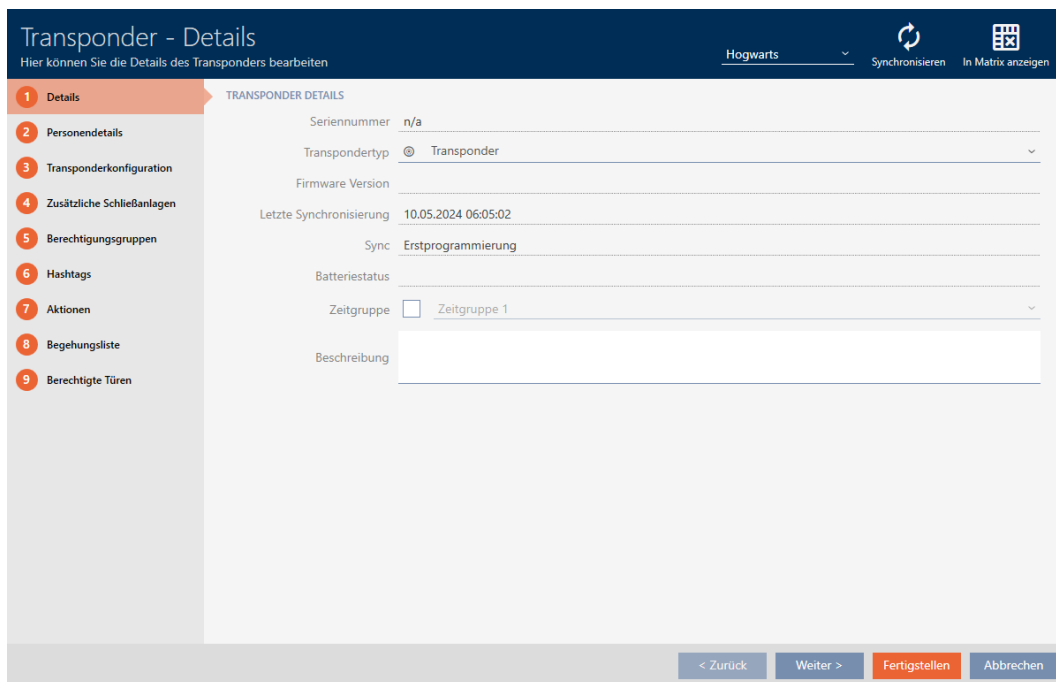 Transponder - Details
Hier können Sie die Details des Transponders bearbeiten
Hogwarts
Synchronisieren
In Matrix anzeigen
1 Details
2 Personendetails
3 Transponderkonfiguration
4 Zusätzliche Schließanlagen
5 Berechtigungsgruppen
6 Hashtags
7 Aktionen
8 Begehungsliste
9 Berechtigte Türen
TRANSPONDER DETAILS
Seriennummer n/a
Transpondertyp Transponder
Firmware Version
Letzte Synchronisierung 10.05.2024 06:05:02
Sync Erstprogrammierung
Batteriestatus
Zeitgruppe Zeitgruppe 1
Beschreibung
< Zurück
Weiter >
Fertigstellen
Abbrechen